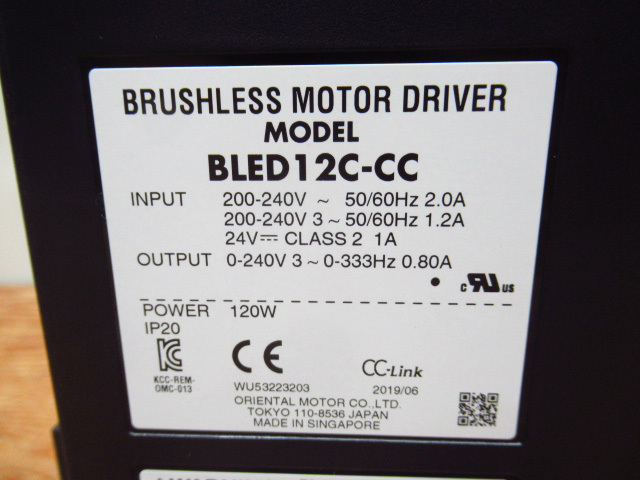 BRUSHLESS MOTOR DRIVER
MODEL
BLED12C-CC
INPUT 200-240V ~ 50/60Hz 2.0A
200-240V 3~ 50/60Hz 1.2A
24V⎓ CLASS 2 1A
OUTPUT 0-240V 3~ 0-333Hz 0.80A
c RU US
POWER 120W
IP20
KC CE CC-Link
KCC-REM-
OMC-013
WU53223203 2019/06
ORIENTAL MOTOR CO.,LTD.
TOKYO 110-8536 JAPAN
MADE IN SINGAPORE